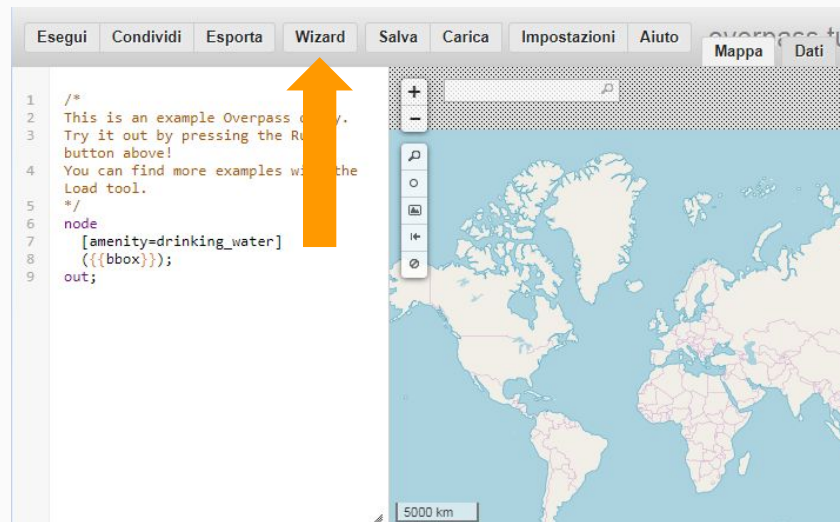 Esegui Condividi Esporta Wizard Salva Carica Impostazioni Aiuto
Mappa Dati
1 /*
2 This is an example Overpass
3 Try it out by pressing the
button above!
4 You can find more examples the
Load tool.
5 */
6 node
7 [amenity=drinking_water]
8 ({{bbox}});
9 out;
+
−
5000 km